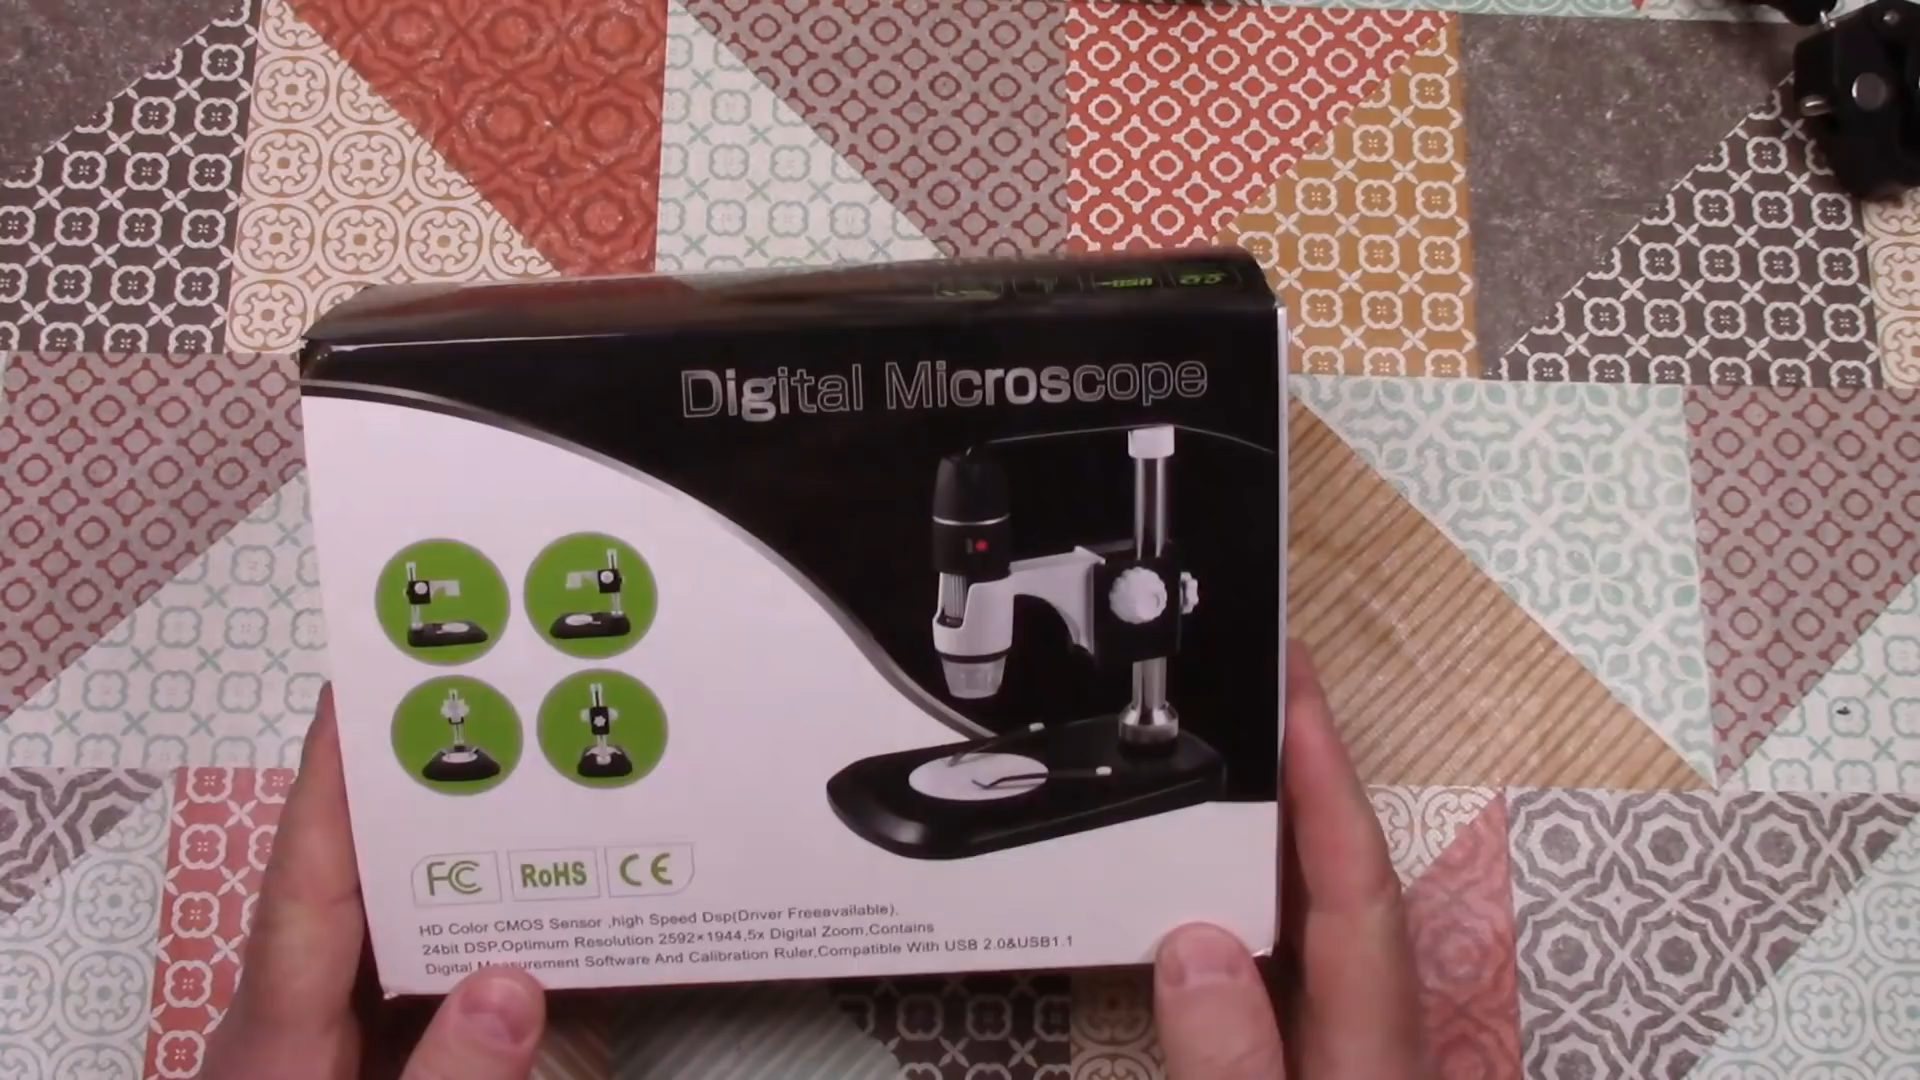 USB
Digital Microscope
FC
RoHS
CE
HD Color CMOS Sensor ,high Speed Dsp(Driver Freeavailable).
24bit DSP,Optimum Resolution 2592×1944,5x Digital Zoom,Contains
Digital Measurement Software And Calibration Ruler,Compatible With USB 2.0&USB1.1